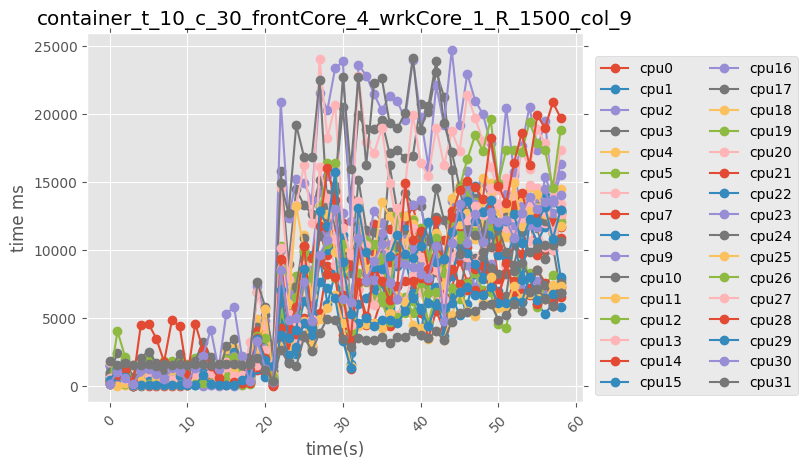 container_t_10_c_30_frontCore_4_wrkCore_1_R_1500_col_9
25000
20000
15000
10000
5000
0
time ms
0
10
20
30
40
50
60
time(s)
cpu0
cpu1
cpu2
cpu3
cpu4
cpu5
cpu6
cpu7
cpu8
cpu9
cpu10
cpu11
cpu12
cpu13
cpu14
cpu15
cpu16
cpu17
cpu18
cpu19
cpu20
cpu21
cpu22
cpu23
cpu24
cpu25
cpu26
cpu27
cpu28
cpu29
cpu30
cpu31